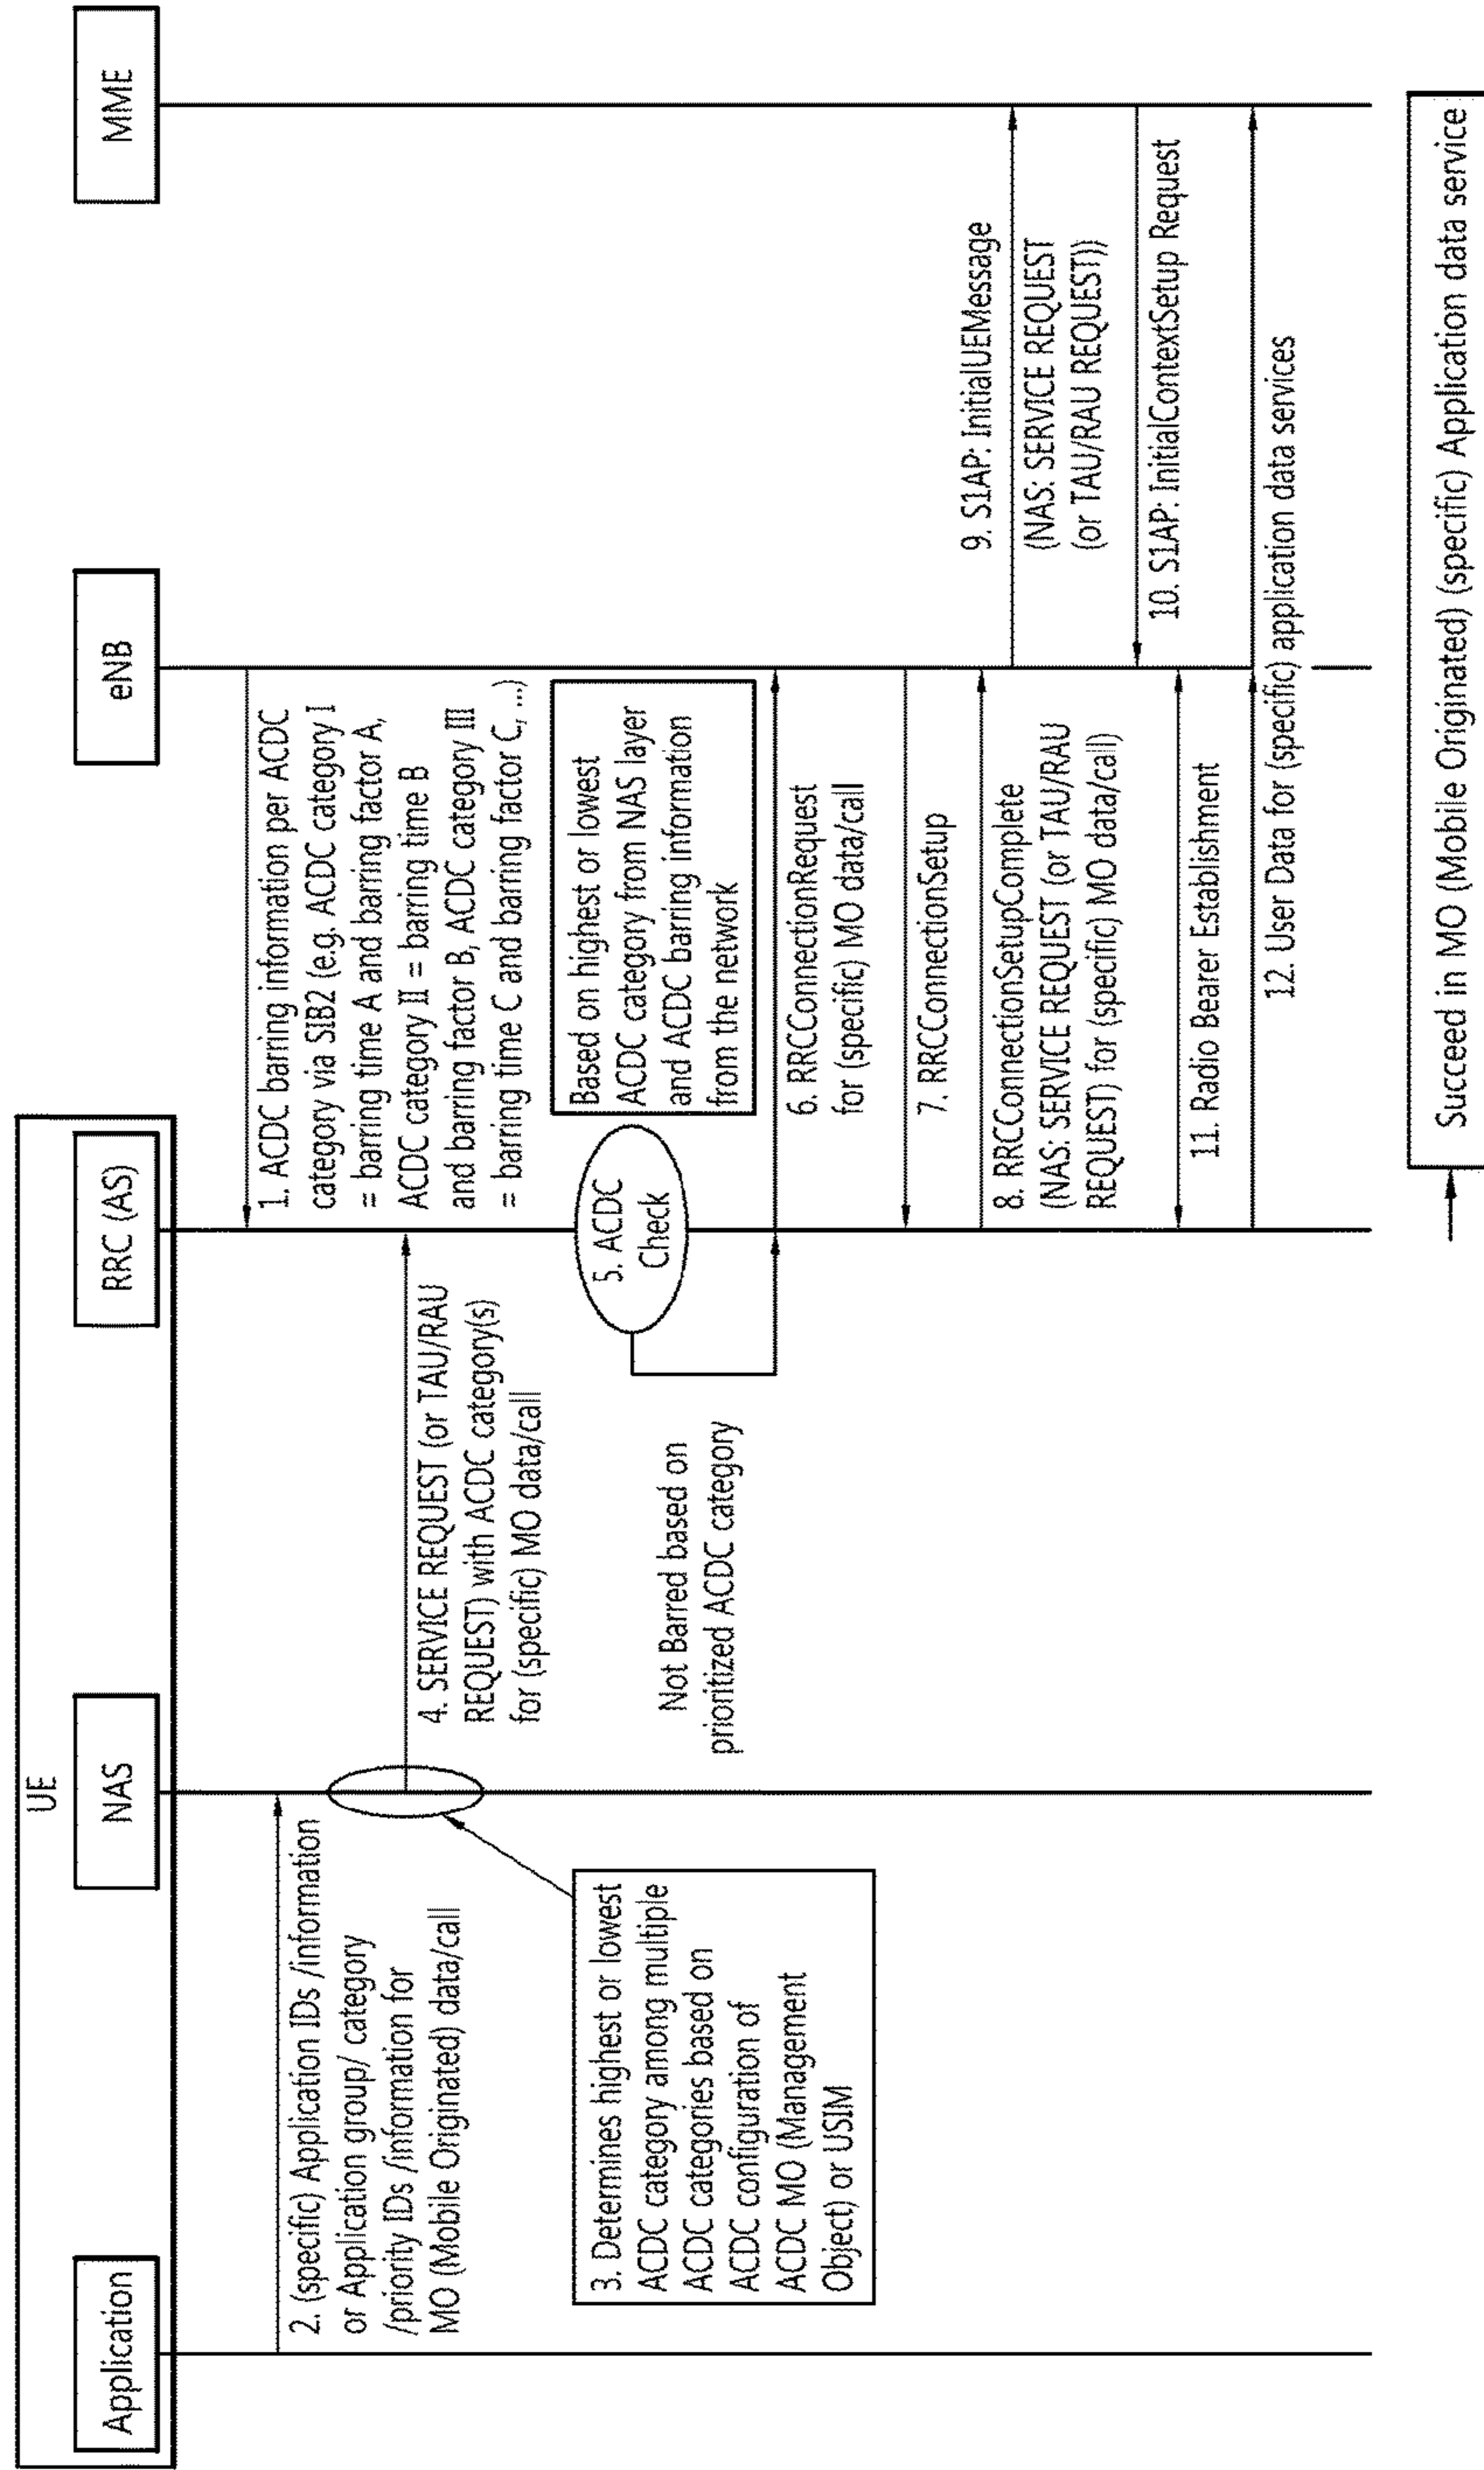 UE
Application
NAS
RRC (AS)
eNB
MME
1. ACDC barring information per ACDC
category via SIB2 (e.g. ACDC category I
= barring time A and barring factor A,
ACDC category II = barring time B
and barring factor B, ACDC category III
= barring time C and barring factor C, ...)
2. (specific) Application IDs /information
or Application group/ category
/priority IDs /information for
MO (Mobile Originated) data/call
3. Determines highest or lowest
ACDC category among multiple
ACDC categories based on
ACDC configuration of
ACDC MO (Management
Object) or USIM
4. SERVICE REQUEST (or TAU/RAU
REQUEST) with ACDC category(s)
for (specific) MO data/call
5. ACDC
Check
Based on highest or lowest
ACDC category from NAS layer
and ACDC barring information
from the network
Not Barred based on
prioritized ACDC category
6. RRCConnectionRequest
for (specific) MO data/call
7. RRCConnectionSetup
8. RRCConnectionSetupComplete
(NAS: SERVICE REQUEST (or TAU/RAU
REQUEST) for (specific) MO data/call)
9. S1AP: InitialUEMessage
(NAS: SERVICE REQUEST
(or TAU/RAU REQUEST))
10. S1AP: InitialContextSetup Request
11. Radio Bearer Establishment
12. User Data for (specific) application data services
Succeed in MO (Mobile Originated) (specific) Application data service